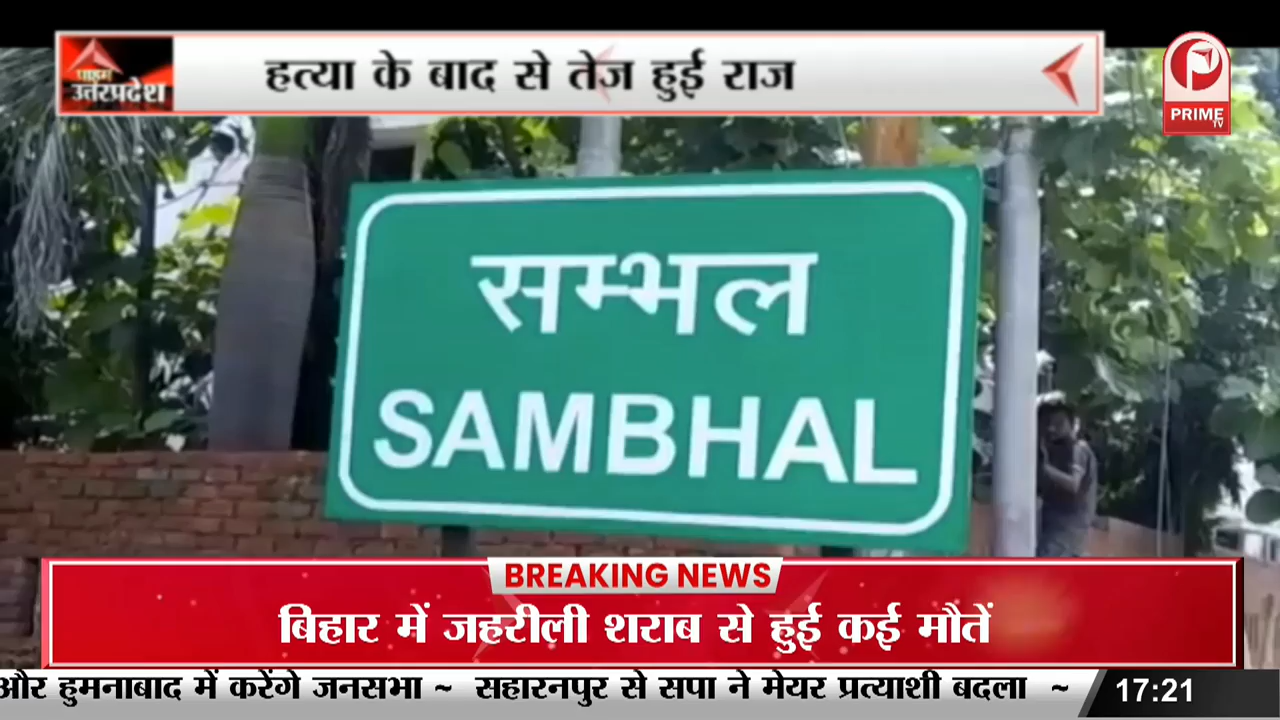 हत्या के बाद से तेज हुई राज
प्राइम
उत्तरप्रदेश
PRIME
TV
सम्भल
SAMBHAL
BREAKING NEWS
बिहार में जहरीली शराब से हुई कई मौतें
और हुमनाबाद में करेंगे जनसभा ~ सहारनपुर से सपा ने मेयर प्रत्याशी बदला ~
17:21